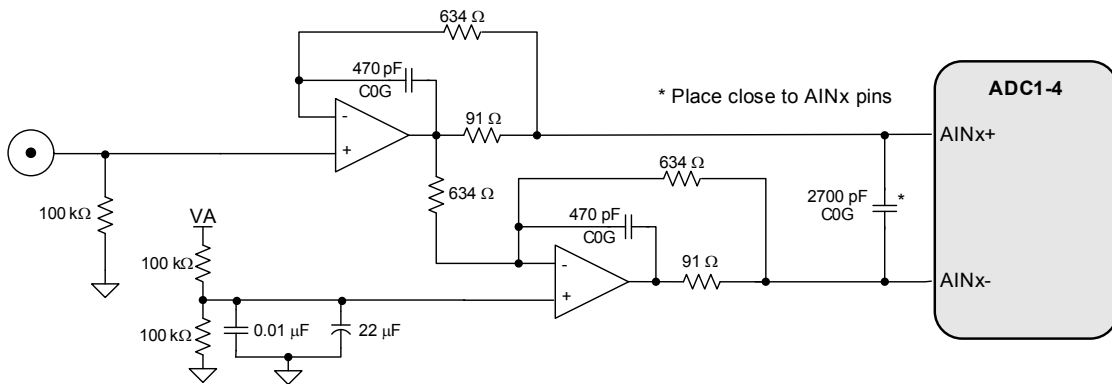 634 Ω
470 pF
C0G
* Place close to AINx pins
ADC1-4
-
+
91 Ω
AINx+
100 kΩ
634 Ω
634 Ω
2700 pF
C0G
*
VA
470 pF
C0G
100 kΩ
-
+
91 Ω
AINx-
100 kΩ
0.01 µF
22 µF